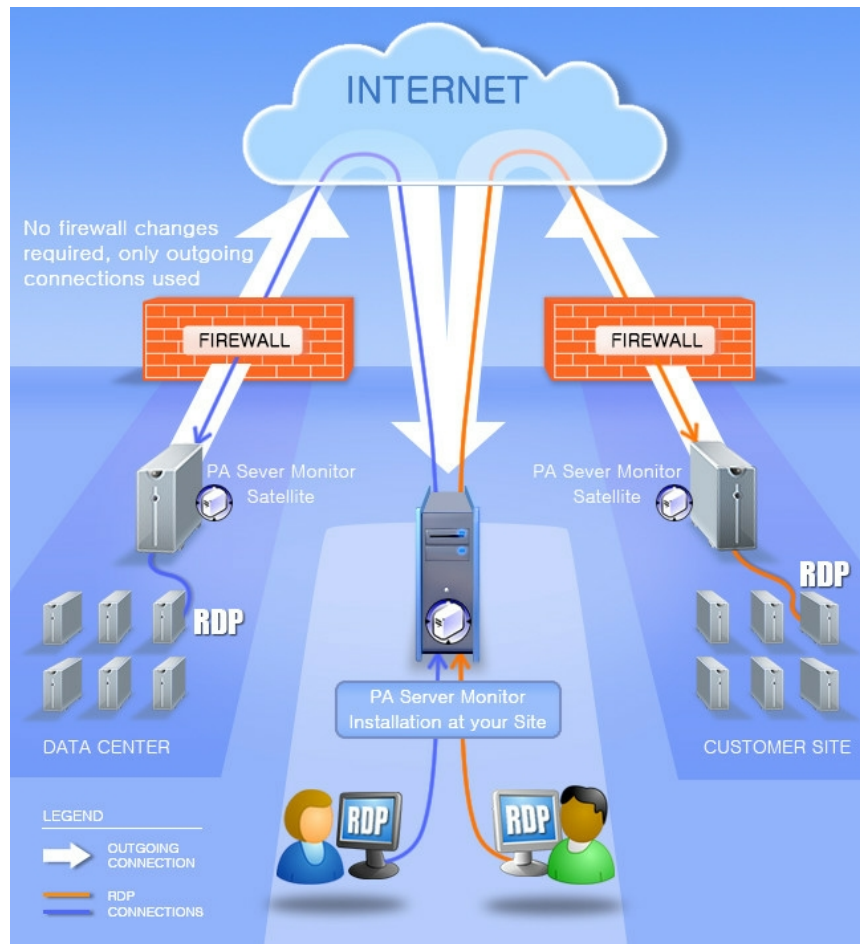 INTERNET
No firewall changes
required, only outgoing
connections used
FIREWALL
FIREWALL
PA Sever Monitor
Satellite
PA Sever Monitor
Satellite
RDP
RDP
PA Server Monitor
Installation at your Site
DATA CENTER
CUSTOMER SITE
RDP
RDP
LEGEND
OUTGOING
CONNECTION
RDP
CONNECTIONS